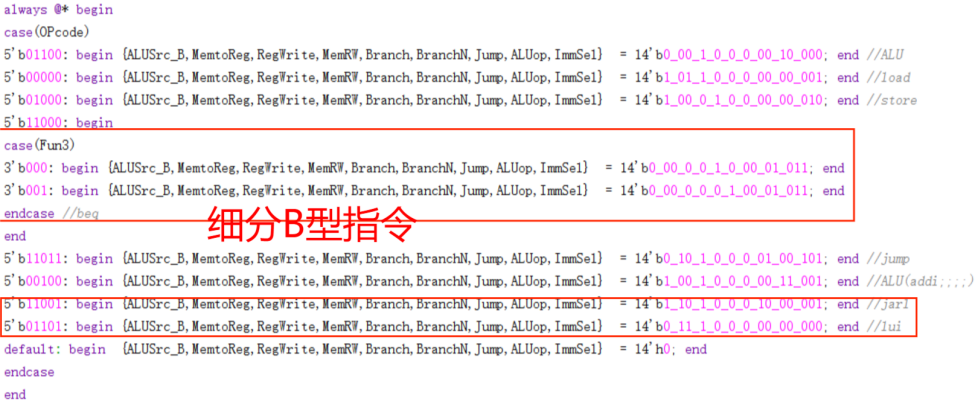 always @* begin
case(OPcode)
5'b01100: begin {ALUSrc_B,MemtoReg,RegWrite,MemRW,Branch,BranchN,Jump,ALUop,ImmSel}  = 14'b0_00_1_0_0_0_00_10_000; end //ALU
5'b00000: begin {ALUSrc_B,MemtoReg,RegWrite,MemRW,Branch,BranchN,Jump,ALUop,ImmSel}  = 14'b1_01_1_0_0_0_00_00_001; end //load
5'b01000: begin {ALUSrc_B,MemtoReg,RegWrite,MemRW,Branch,BranchN,Jump,ALUop,ImmSel}  = 14'b1_00_0_1_0_0_00_00_010; end //store
5'b11000: begin
case(Fun3)
3'b000: begin {ALUSrc_B,MemtoReg,RegWrite,MemRW,Branch,BranchN,Jump,ALUop,ImmSel}  = 14'b0_00_0_0_1_0_00_01_011; end
3'b001: begin {ALUSrc_B,MemtoReg,RegWrite,MemRW,Branch,BranchN,Jump,ALUop,ImmSel}  = 14'b0_00_0_0_0_1_00_01_011; end
endcase //beq
细分B型指令
end
5'b11011: begin {ALUSrc_B,MemtoReg,RegWrite,MemRW,Branch,BranchN,Jump,ALUop,ImmSel}  = 14'b0_10_1_0_0_0_01_00_101; end //jump
5'b00100: begin {ALUSrc_B,MemtoReg,RegWrite,MemRW,Branch,BranchN,Jump,ALUop,ImmSel}  = 14'b1_00_1_0_0_0_00_11_001; end //ALU(addi;;;;)
5'b11001: begin {ALUSrc_B,MemtoReg,RegWrite,MemRW,Branch,BranchN,Jump,ALUop,ImmSel}  = 14'b1_10_1_0_0_0_10_00_001; end //jarl
5'b01101: begin {ALUSrc_B,MemtoReg,RegWrite,MemRW,Branch,BranchN,Jump,ALUop,ImmSel}  = 14'b0_11_1_0_0_0_00_00_000; end //lui
default: begin  {ALUSrc_B,MemtoReg,RegWrite,MemRW,Branch,BranchN,Jump,ALUop,ImmSel}  = 14'h0; end
endcase
end